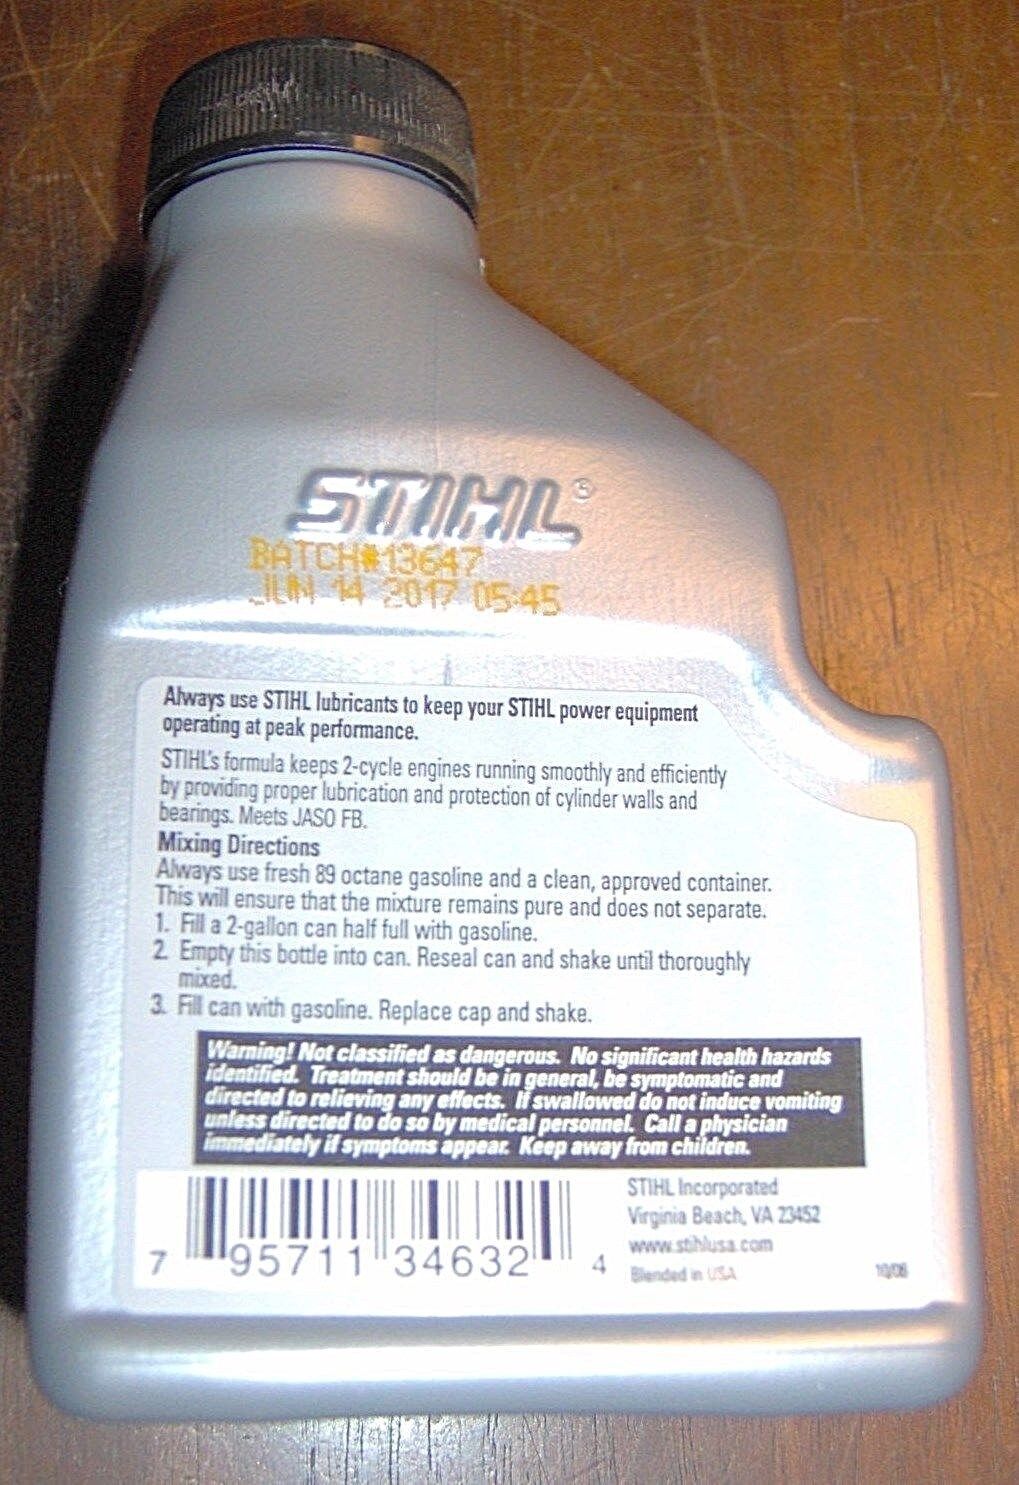 STIHL®
BATCH#13647
JUN 14 2017 05:45
Always use STIHL lubricants to keep your STIHL power equipment
operating at peak performance.
STIHL's formula keeps 2-cycle engines running smoothly and efficiently
by providing proper lubrication and protection of cylinder walls and
bearings. Meets JASO FB.
Mixing Directions
Always use fresh 89 octane gasoline and a clean, approved container.
This will ensure that the mixture remains pure and does not separate.
1. Fill a 2-gallon can half full with gasoline.
2. Empty this bottle into can. Reseal can and shake until thoroughly
mixed.
3. Fill can with gasoline. Replace cap and shake.
Warning! Not classified as dangerous. No significant health hazards
identified. Treatment should be in general, be symptomatic and
directed to relieving any effects. If swallowed do not induce vomiting
unless directed to do so by medical personnel. Call a physician
immediately if symptoms appear. Keep away from children.
7 95711 34632 4
STIHL Incorporated
Virginia Beach, VA 23452
www.stihlusa.com
Blended in USA
10/08